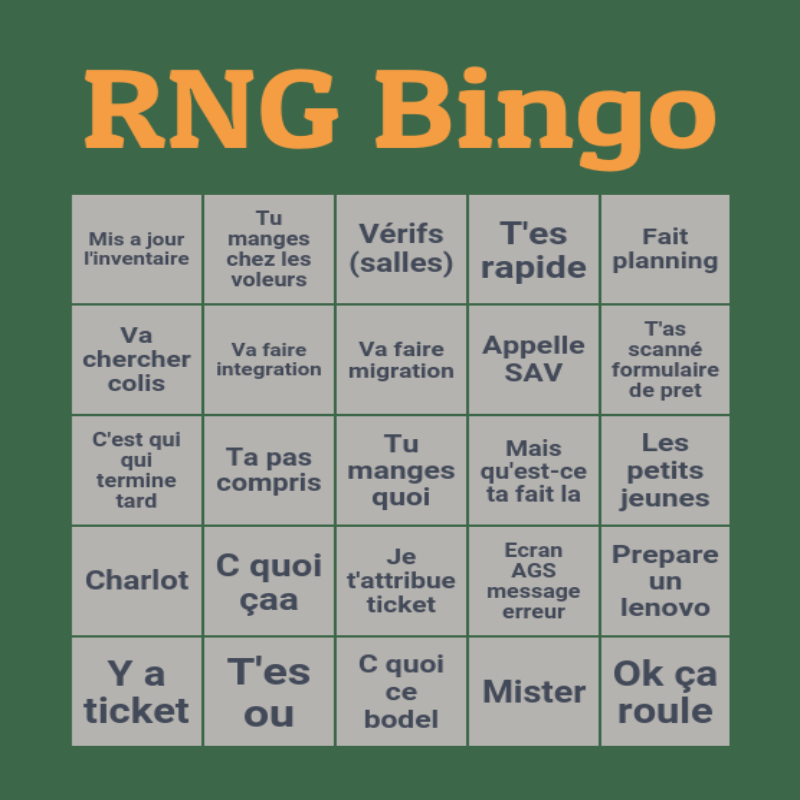 RNG Bingo
Mis a jour
l'inventaire
Tu
manges
chez les
voleurs
Vérifs
(salles)
T'es
rapide
Fait
planning
Va
chercher
colis
Va faire
integration
Va faire
migration
Appelle
SAV
T'as
scanné
formulaire
de pret
C'est qui
qui
termine
tard
Ta pas
compris
Tu
manges
quoi
Mais
qu'est-ce
ta fait la
Les
petits
jeunes
Charlot
C quoi
çaa
Je
t'attribue
ticket
Ecran
AGS
message
erreur
Prepare
un
lenovo
Y a
ticket
T'es
ou
C quoi
ce
bodel
Mister
Ok ça
roule